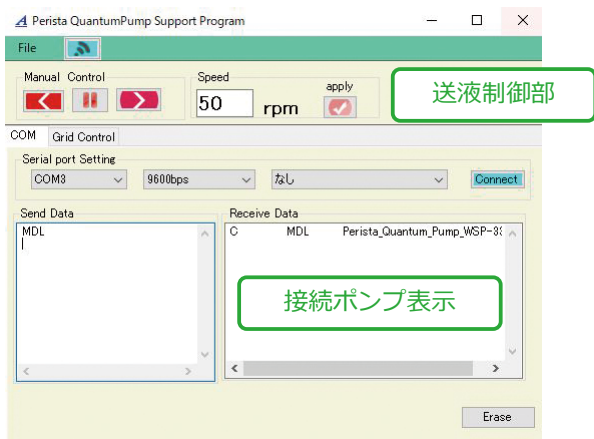 Perista QuantumPump Support Program
File
Manual Control
Speed
50 rpm
apply
送液制御部
COM Grid Control
Serial port Setting
COM3 9600bps なし Connect
Send Data Receive Data
MDL
C MDL Perista_Quantum_Pump_WSP-3
接続ポンプ表示
Erase